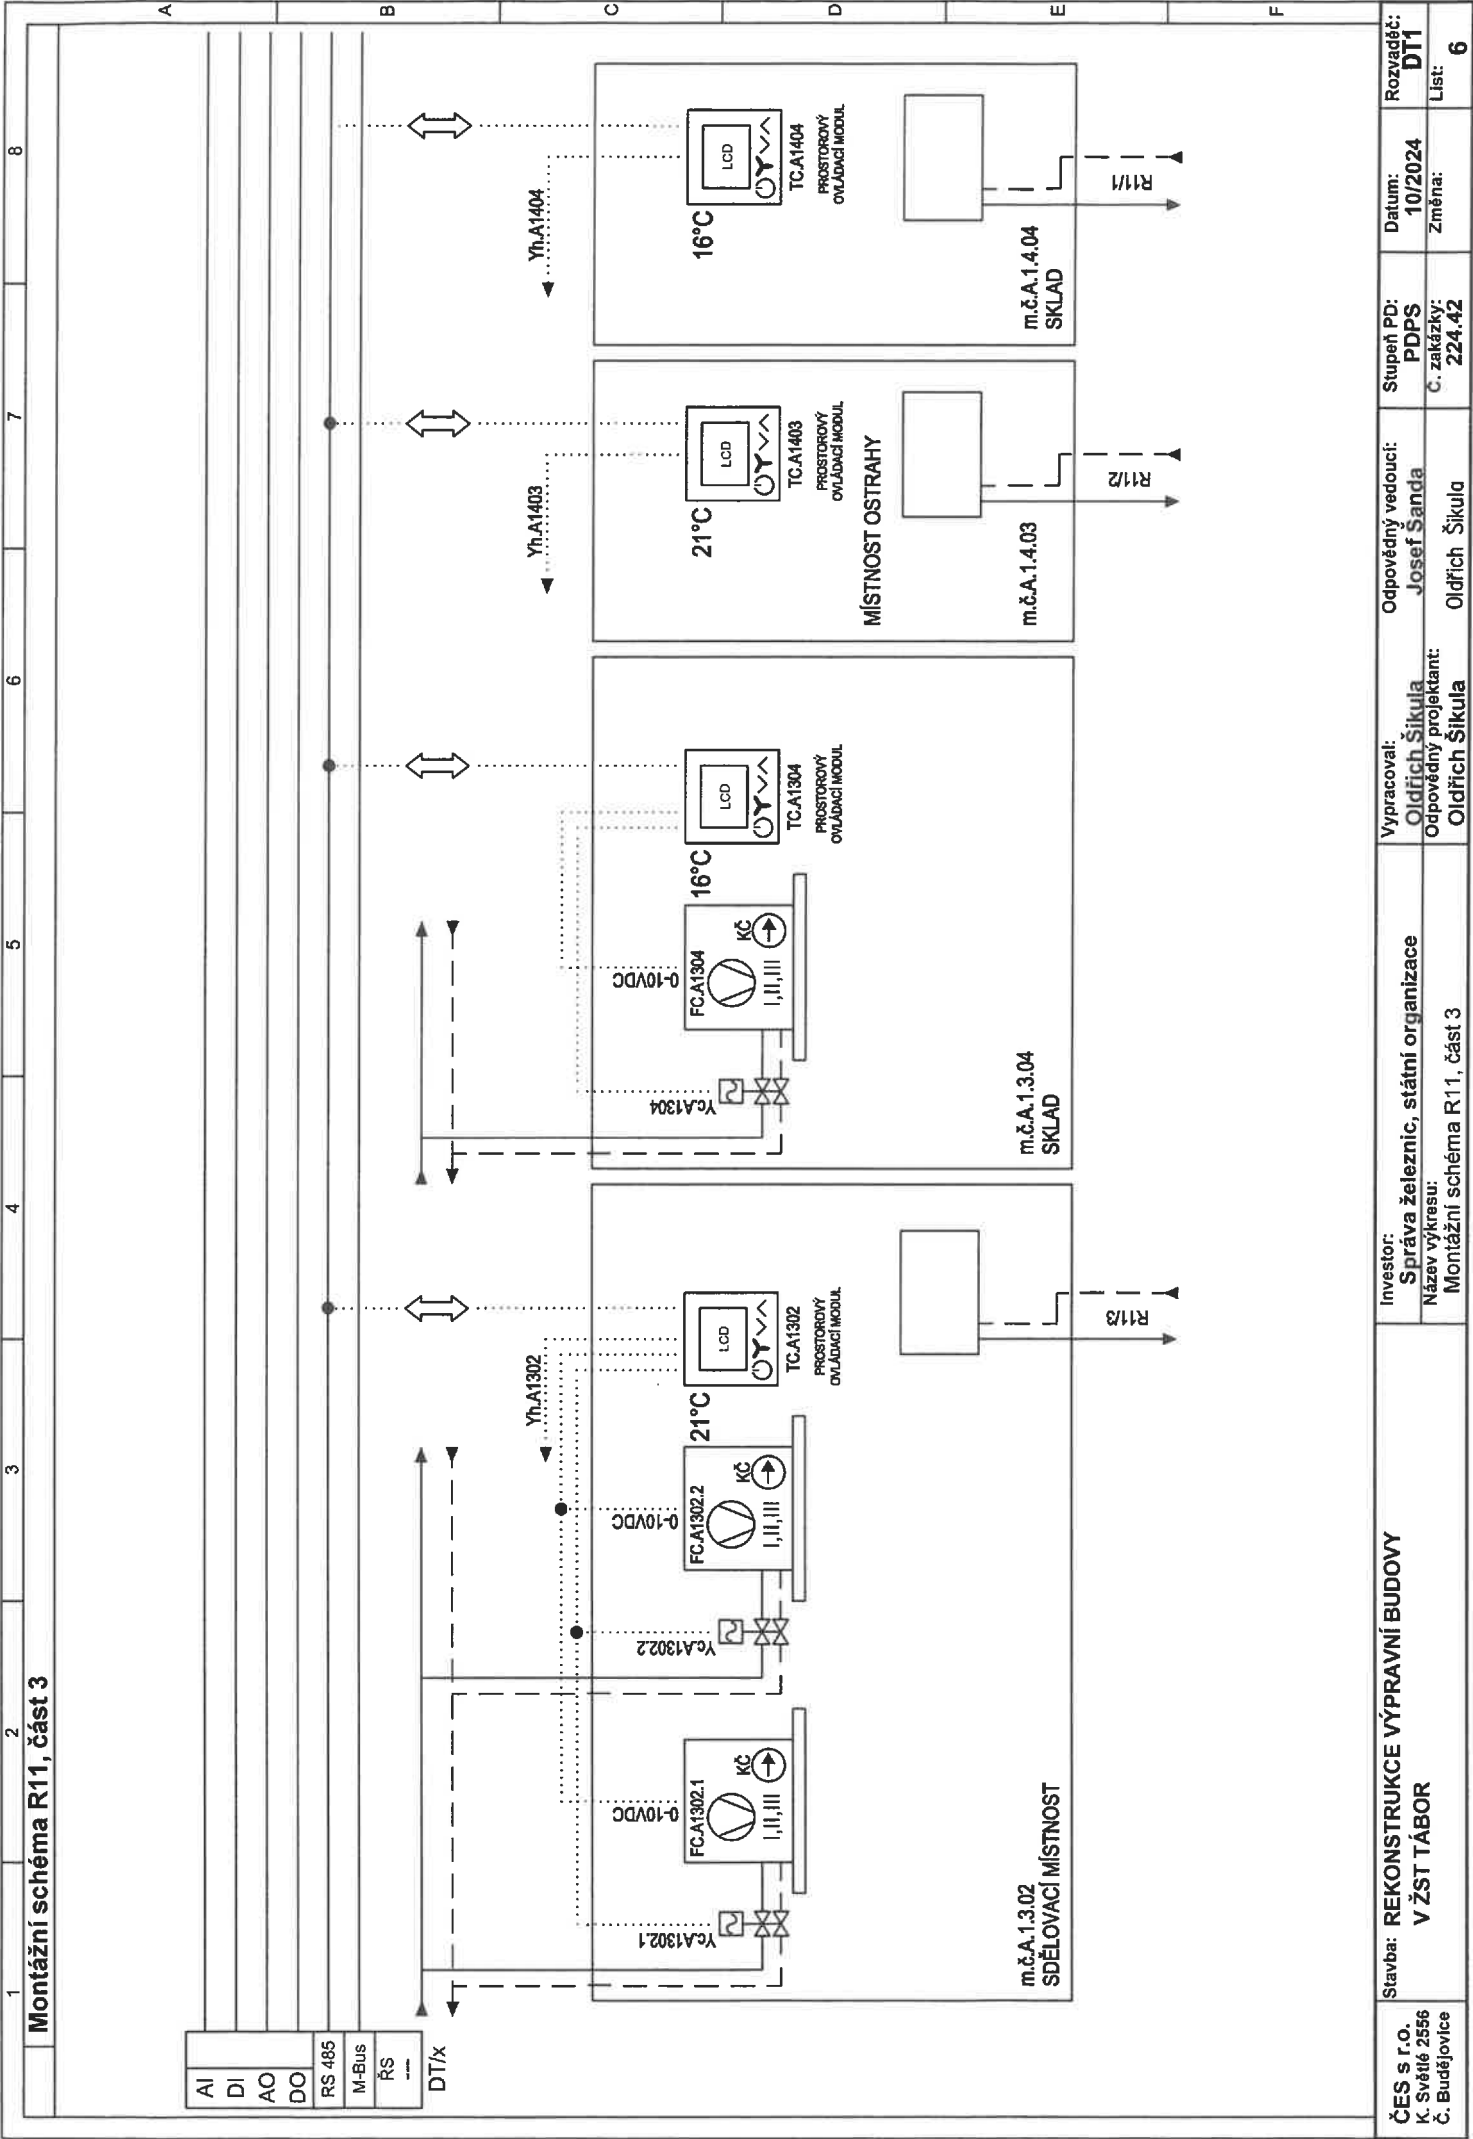 1
2
3
4
5
6
7
8
A
B
C
D
E
F
Montážní schéma R11, část 3
AI
DI
AO
DO
RS 485
M-Bus
ŘS
---
DT/x
Yh.A1302
Yh.A1403
Yh.A1404
Yc.A1302.1
0-10VDC
FC.A1302.1
KČ
I,II,III
Yc.A1302.2
0-10VDC
FC.A1302.2
KČ
I,II,III
21°C
LCD
TC.A1302
PROSTOROVÝ
OVLÁDACÍ MODUL
R11/3
m.č.A.1.3.02
SDĚLOVACÍ MÍSTNOST
Yc.A1304
0-10VDC
FC.A1304
KČ
I,II,III
16°C
LCD
TC.A1304
PROSTOROVÝ
OVLÁDACÍ MODUL
m.č.A.1.3.04
SKLAD
21°C
LCD
TC.A1403
PROSTOROVÝ
OVLÁDACÍ MODUL
MÍSTNOST OSTRAHY
m.č.A.1.4.03
R11/2
16°C
LCD
TC.A1404
PROSTOROVÝ
OVLÁDACÍ MODUL
m.č.A.1.4.04
SKLAD
R11/1
ČES s r.o.
K. Světlé 2556
Č. Budějovice
Stavba: REKONSTRUKCE VÝPRAVNÍ BUDOVY
V ŽST TÁBOR
Investor:
Správa železnic, státní organizace
Název výkresu:
Montážní schéma R11, část 3
Vypracoval:
Oldřich Šikula
Odpovědný projektant:
Oldřich Šikula
Odpovědný vedoucí:
Josef Šanda
Oldřich Šikula
Stupeň PD:
PDPS
Č. zakázky:
224.42
Datum:
10/2024
Změna:
Rozvaděč:
DT1
List:
6